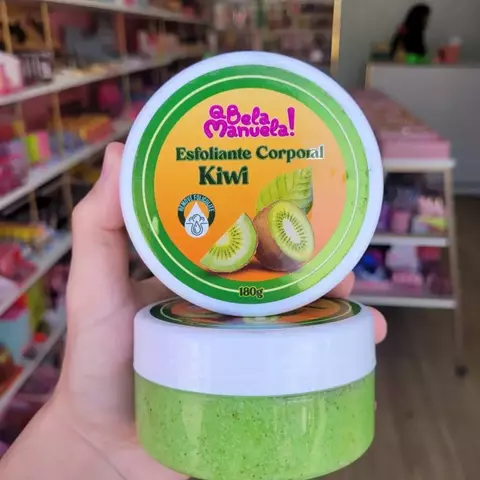 @Bela
Manuela!
Esfoliante Corporal
Kiwi
180g